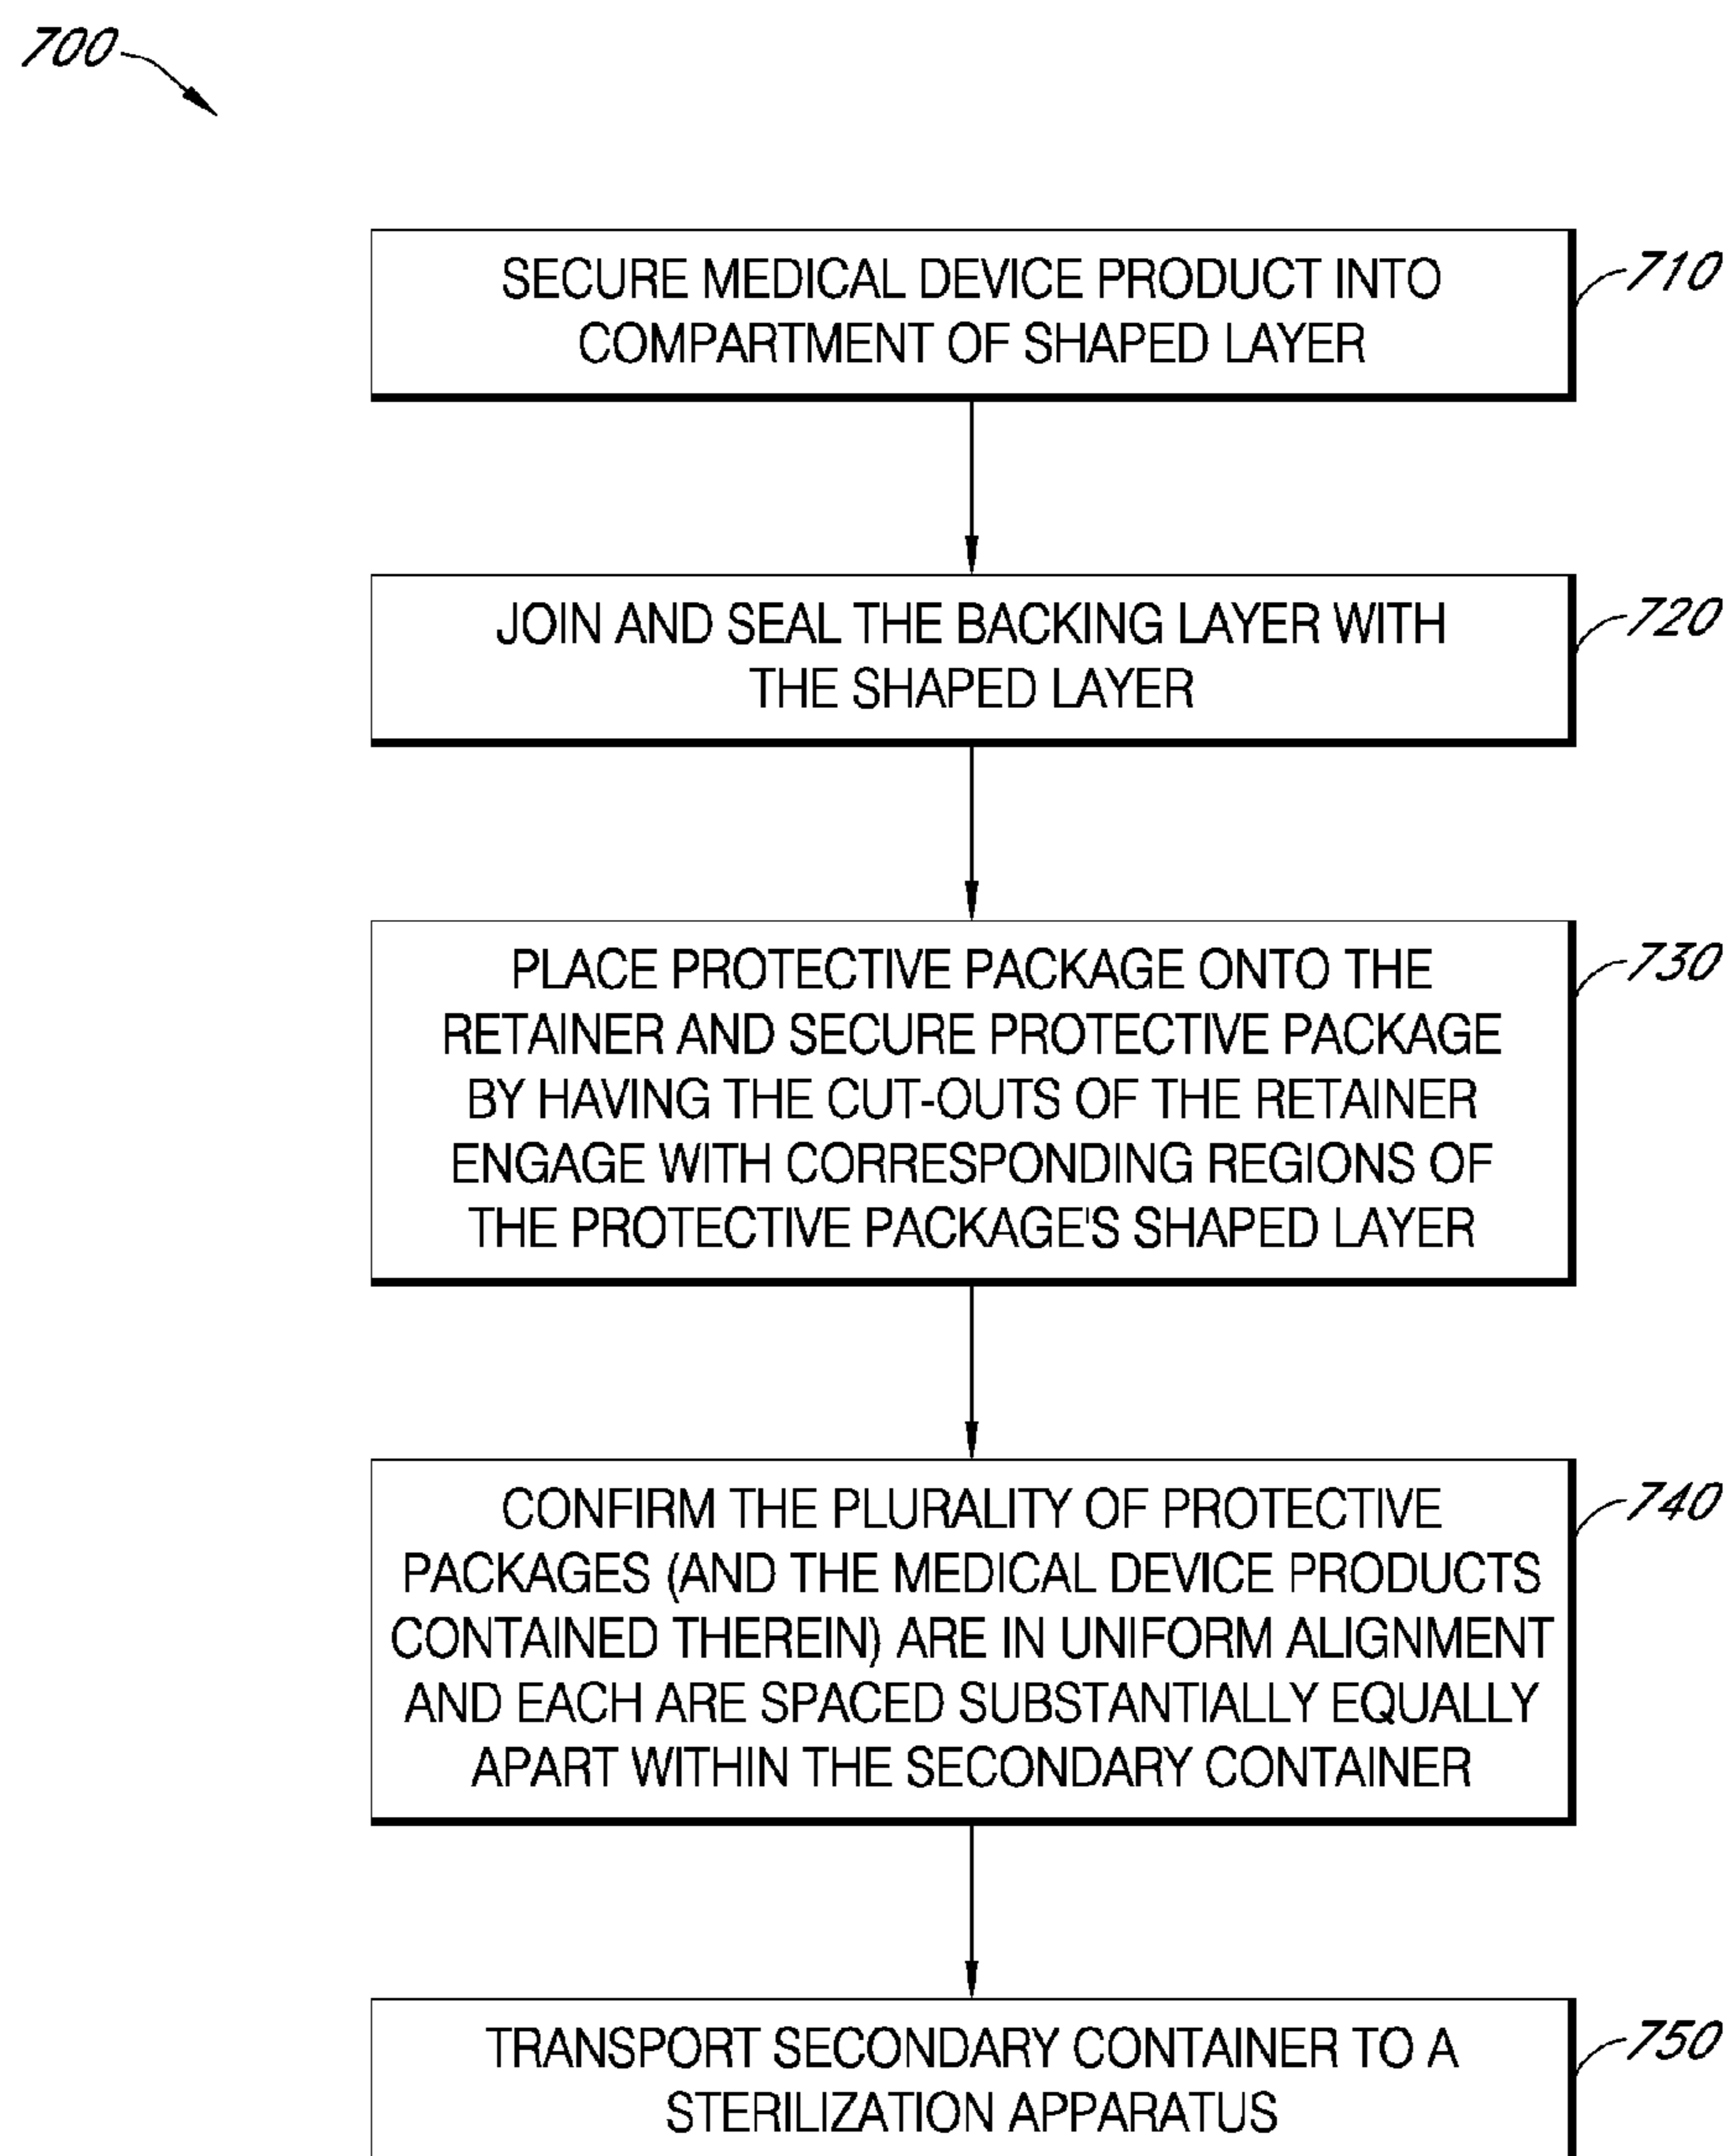 700
SECURE MEDICAL DEVICE PRODUCT INTO
COMPARTMENT OF SHAPED LAYER
710
JOIN AND SEAL THE BACKING LAYER WITH
THE SHAPED LAYER
720
PLACE PROTECTIVE PACKAGE ONTO THE
RETAINER AND SECURE PROTECTIVE PACKAGE
BY HAVING THE CUT-OUTS OF THE RETAINER
ENGAGE WITH CORRESPONDING REGIONS OF
THE PROTECTIVE PACKAGE'S SHAPED LAYER
730
CONFIRM THE PLURALITY OF PROTECTIVE
PACKAGES (AND THE MEDICAL DEVICE PRODUCTS
CONTAINED THEREIN) ARE IN UNIFORM ALIGNMENT
AND EACH ARE SPACED SUBSTANTIALLY EQUALLY
APART WITHIN THE SECONDARY CONTAINER
740
TRANSPORT SECONDARY CONTAINER TO A
STERILIZATION APPARATUS
750